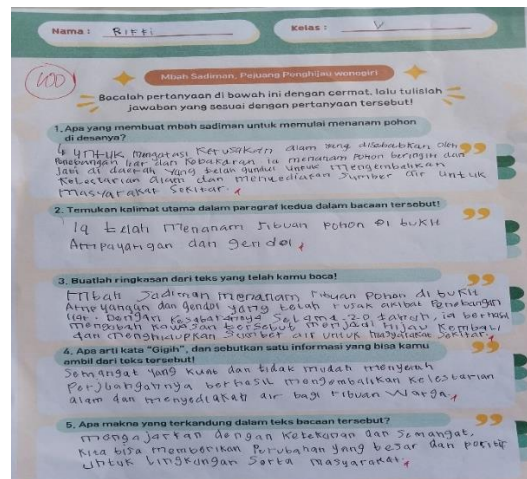 Nama : Riffi
Kelas : V
100
Mbah Sadiman, Pejuang Penghijau wonogiri
Bacalah pertanyaan di bawah ini dengan cermat, lalu tulislah
jawaban yang sesuai dengan pertanyaan tersebut!
1. Apa yang membuat mbah sadiman untuk memulai menanam pohon
di desanya?
untuk mengatasi Kerusakan alam yang disebabkan oleh
Penebangan liar dan Kebakaran. Ia menanam Pohon beringin dan
Jati di daerah yang telah gundul untuk mengembalikan
Kelestarian alam dan menyediakan Sumber air untuk
masyarakat Sekitar.
2. Temukan kalimat utama dalam paragraf kedua dalam bacaan tersebut!
Ia telah menanam ribuan pohon di bukit
Ampayangan dan gendol
3. Buatlah ringkasan dari teks yang telah kamu baca!
Mbah Sadiman menanam ribuan Pohon di bukit
dan gendol yang telah rusak akibat Penebangan
liar. Dengan Kesabarannya Selama 20 tahun, ia berhasil
mengubah Kawasan tersebut menjadi hijau Kembali
dan menghidupkan Sumber air untuk masyarakat Sekitar.
4. Apa arti kata "Gigih", dan sebutkan satu informasi yang bisa kamu
ambil dari teks tersebut!
Semangat yang Kuat dan tidak mudah menyerah
Perjuangannya berhasil mengembalikan Kelestarian
alam dan menyediakan air bagi ribuan warga
5. Apa makna yang terkandung dalam teks bacaan tersebut?
mengajarkan dengan Ketekunan dan Semangat,
Kita bisa memberikan Perubahan yang besar dan positif
untuk Lingkungan Serta masyarakat.